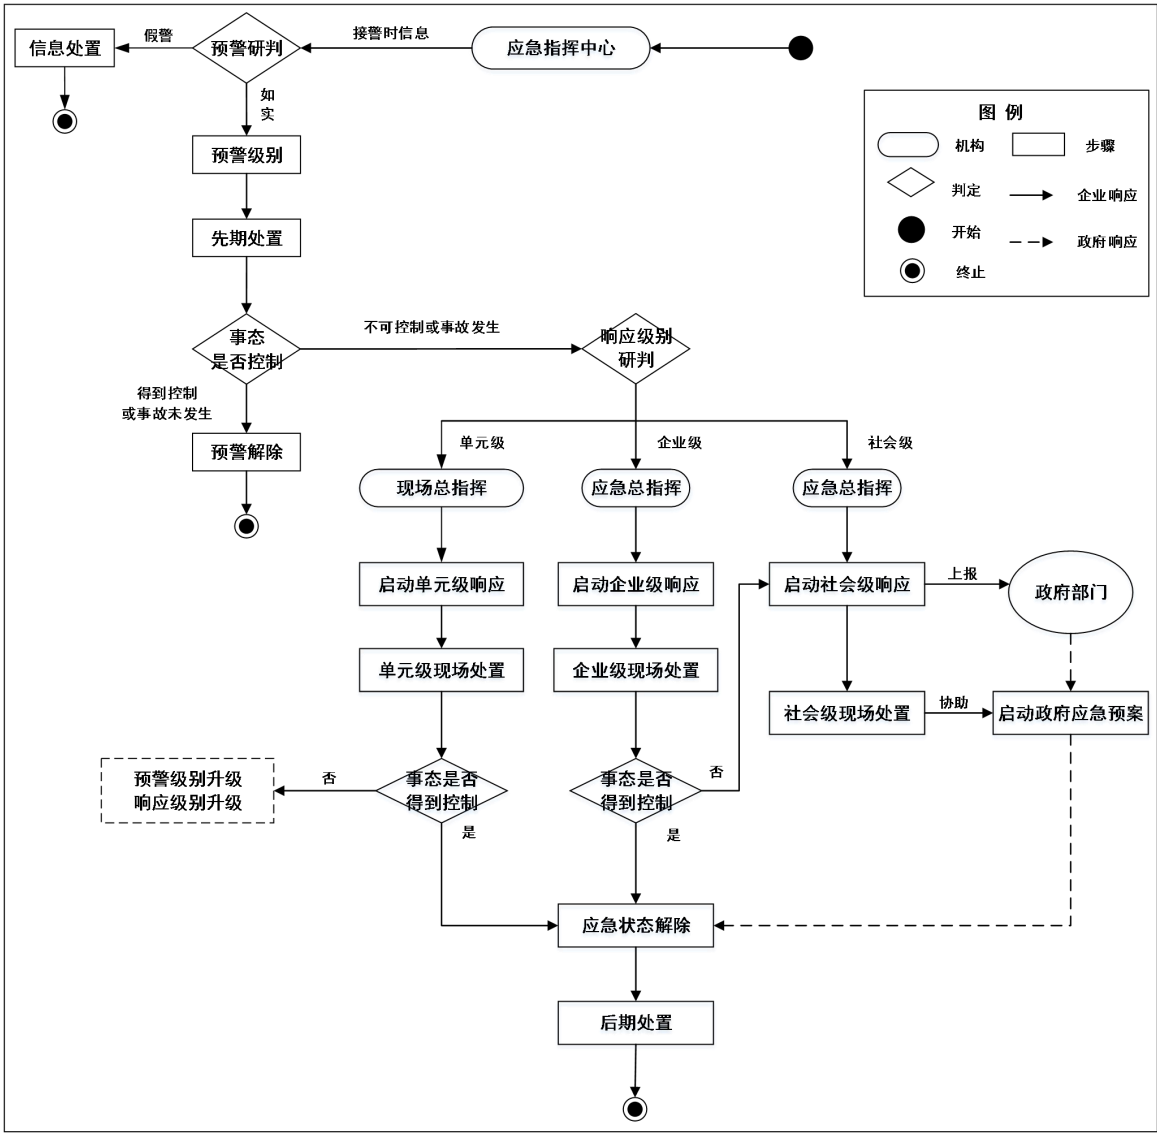 信息处置
假警
预警研判
接警时信息
应急指挥中心
如
实
图 例
机构
步骤
判定
企业响应
开始
政府响应
终止
预警级别
先期处置
事态
是否控制
不可控制或事故发生
响应级别
研判
得到控制
或事故未发生
预警解除
单元级
企业级
社会级
现场总指挥
应急总指挥
应急总指挥
启动单元级响应
启动企业级响应
启动社会级响应
上报
政府部门
单元级现场处置
企业级现场处置
社会级现场处置
协助
启动政府应急预案
预警级别升级
响应级别升级
否
事态是否
得到控制
是
事态是否
得到控制
否
是
应急状态解除
后期处置